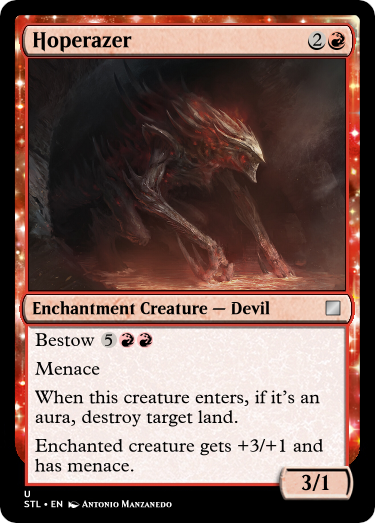 Hoperazer 2
Enchantment Creature — Devil
Bestow 5
Menace
When this creature enters, if it's an
aura, destroy target land.
Enchanted creature gets +3/+1 and
has menace.
3/1
U
STL • EN Antonio Manzanedo